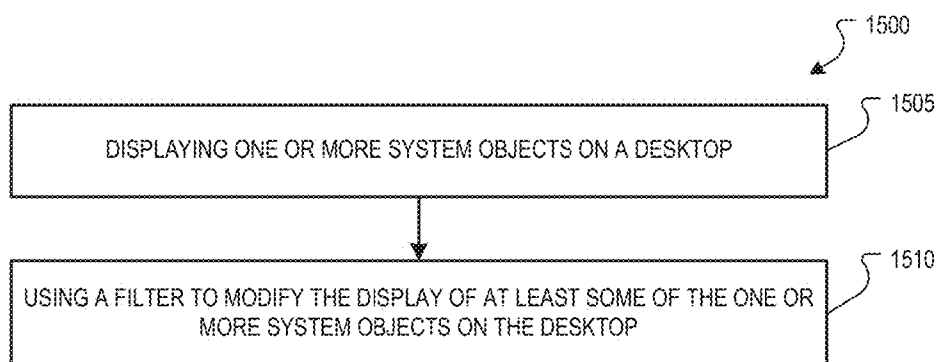 1500
1505
DISPLAYING ONE OR MORE SYSTEM OBJECTS ON A DESKTOP
1510
USING A FILTER TO MODIFY THE DISPLAY OF AT LEAST SOME OF THE ONE OR
MORE SYSTEM OBJECTS ON THE DESKTOP